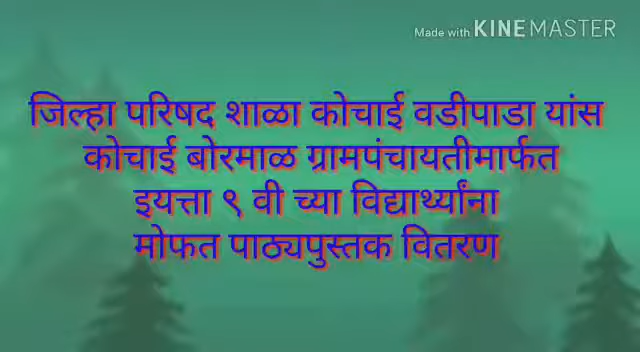 Made with KINEMASTER
जिल्हा परिषद शाळा कोचाई वडीपाडा यांस
कोचाई बोरमाळ ग्रामपंचायतीमार्फत
इयत्ता ९ वी च्या विद्यार्थ्यांना
मोफत पाठ्यपुस्तक वितरण